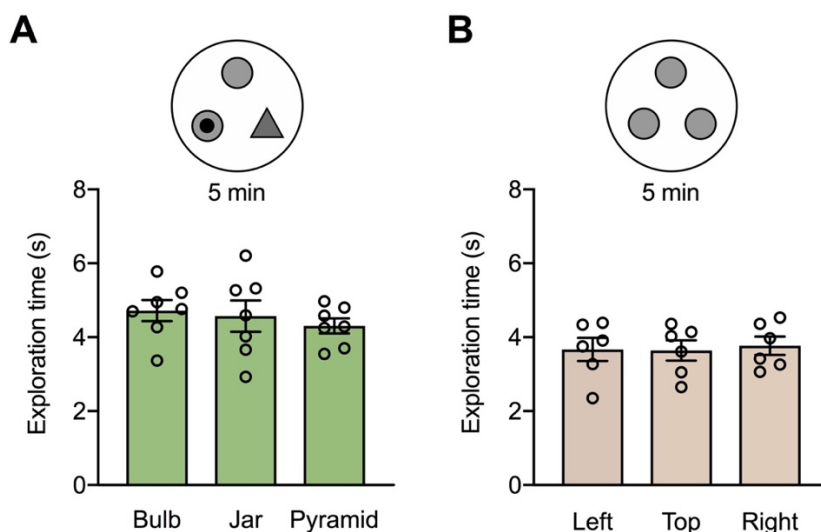 A
5 min
Exploration time (s)
8
6
4
2
0
Bulb Jar Pyramid
B
5 min
Exploration time (s)
8
6
4
2
0
Left Top Right